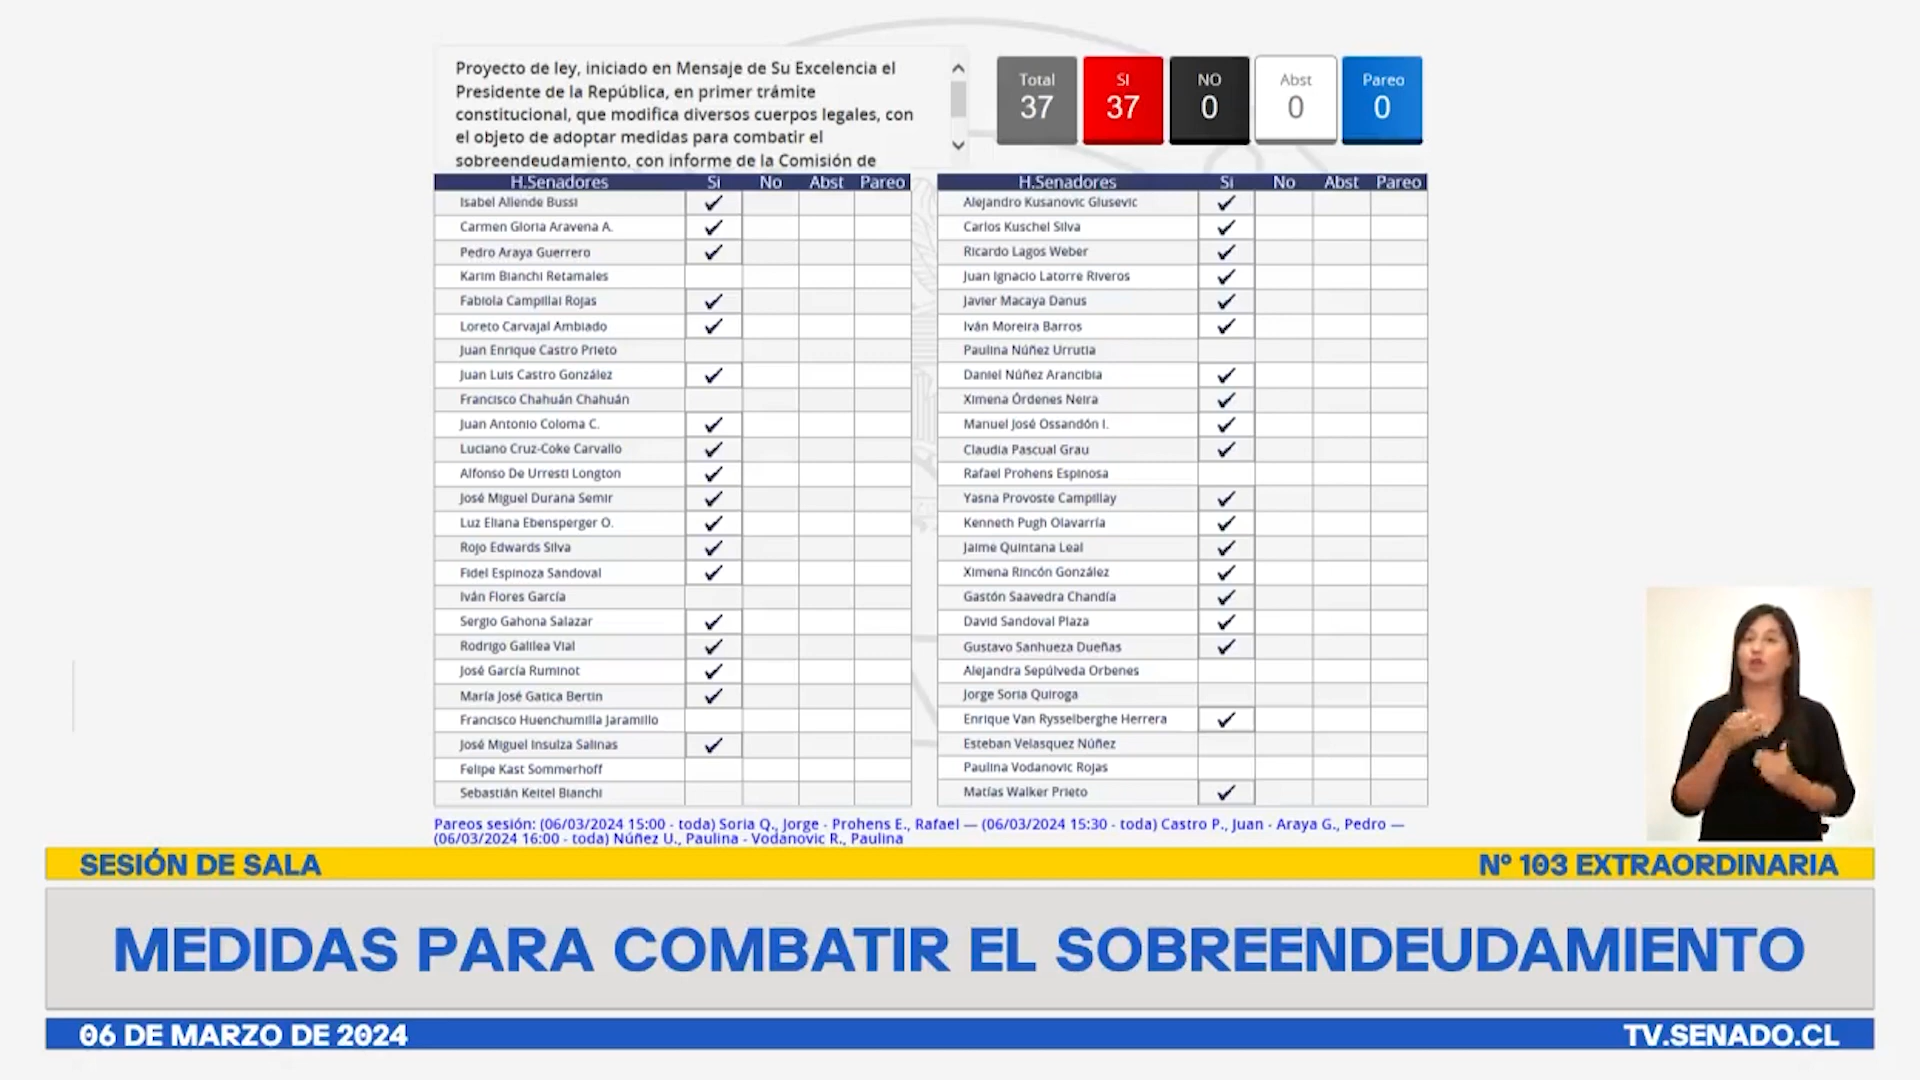 Proyecto de ley, iniciado en Mensaje de Su Excelencia el
Presidente de la República, en primer trámite
constitucional, que modifica diversos cuerpos legales, con
el objeto de adoptar medidas para combatir el
sobreendeudamiento, con informe de la Comisión de
Total SI NO Abst Pareo
37 37 0 0 0
H.Senadores Si No Abst Pareo
Isabel Allende Bussi
Carmen Gloria Aravena A.
Pedro Araya Guerrero
Karim Bianchi Retamales
Fabiola Campillai Rojas
Loreto Carvajal Ambiado
Juan Enrique Castro Prieto
Juan Luis Castro González
Francisco Chahuán Chahuán
Juan Antonio Coloma C.
Luciano Cruz-Coke Carvallo
Alfonso De Urresti Longton
José Miguel Durana Semir
Luz Eliana Ebensperger O.
Rojo Edwards Silva
Fidel Espinoza Sandoval
Iván Flores García
Sergio Gahona Salazar
Rodrigo Galilea Vial
José García Ruminot
María José Gatica Bertin
Francisco Huenchumilla Jaramillo
José Miguel Insulza Salinas
Felipe Kast Sommerhoff
Sebastián Keitel Bianchi
H.Senadores Si No Abst Pareo
Alejandro Kusanovic Glusevic
Carlos Kuschel Silva
Ricardo Lagos Weber
Juan Ignacio Latorre Riveros
Javier Macaya Danus
Iván Moreira Barros
Paulina Núñez Urrutia
Daniel Núñez Arancibia
Ximena Órdenes Neira
Manuel José Ossandón I.
Claudia Pascual Grau
Rafael Prohens Espinosa
Yasna Provoste Campillay
Kenneth Pugh Olavarría
Jaime Quintana Leal
Ximena Rincón González
Gastón Saavedra Chandía
David Sandoval Plaza
Gustavo Sanhueza Dueñas
Alejandra Sepúlveda Orbenes
Jorge Soria Quiroga
Enrique Van Rysselberghe Herrera
Esteban Velasquez Núñez
Paulina Vodanovic Rojas
Matías Walker Prieto
Pareos sesión: (06/03/2024 15:00 - toda) Soria Q., Jorge - Prohens E., Rafael — (06/03/2024 15:30 - toda) Castro P., Juan - Araya G., Pedro —
(06/03/2024 16:00 - toda) Núñez U., Paulina - Vodanovic R., Paulina
SESIÓN DE SALA
N° 103 EXTRAORDINARIA
MEDIDAS PARA COMBATIR EL SOBREENDEUDAMIENTO
06 DE MARZO DE 2024
TV.SENADO.CL